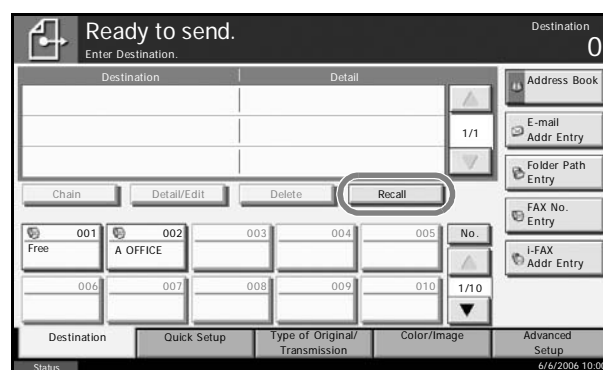 Ready to send.
Enter Destination.
Destination
0
Destination Detail
1/1
Chain Detail/Edit Delete Recall
001 002 003 004 005 No.
Free A OFFICE
006 007 008 009 010 1/10
Address Book
E-mail
Addr Entry
Folder Path
Entry
FAX No.
Entry
i-FAX
Addr Entry
Destination Quick Setup Type of Original/
Transmission Color/Image Advanced
Setup
Status 6/6/2006 10:00